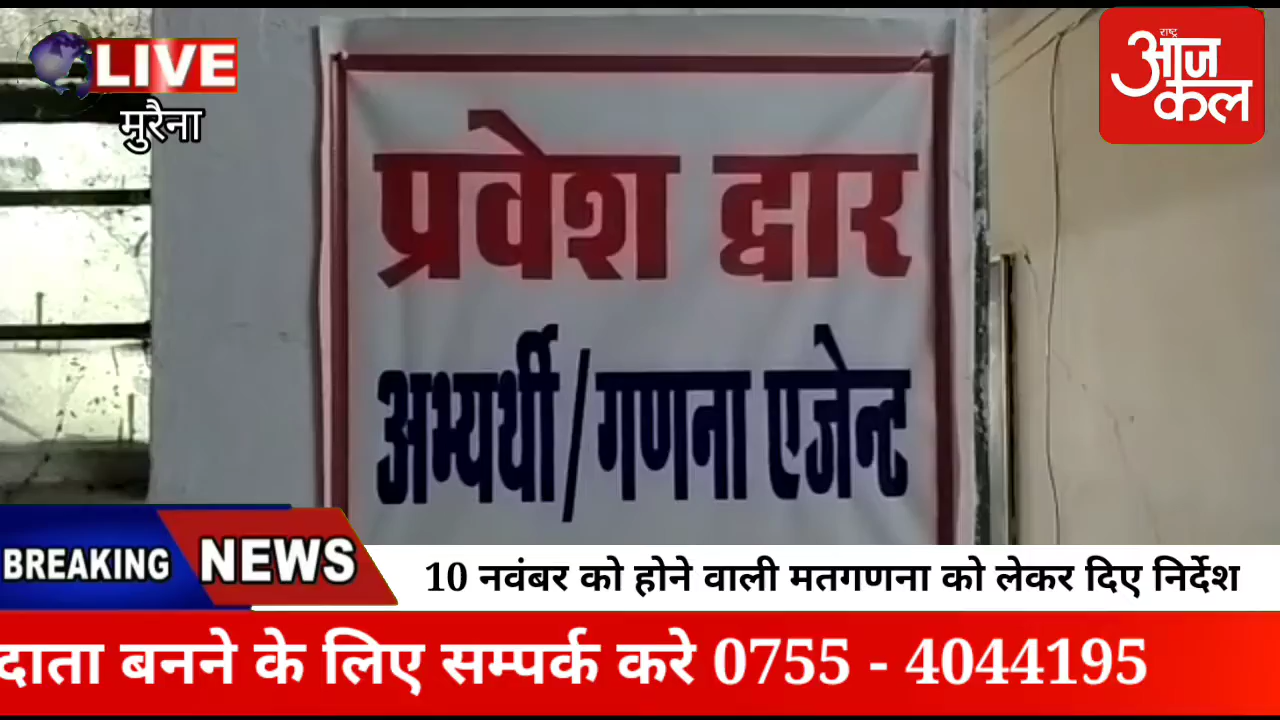 LIVE
मुरैना
राष्ट्र
आज
कल
प्रवेश द्वार
अभ्यर्थी/गणना एजेन्ट
BREAKING NEWS
10 नवंबर को होने वाली मतगणना को लेकर दिए निर्देश
दाता बनने के लिए सम्पर्क करे 0755 - 4044195